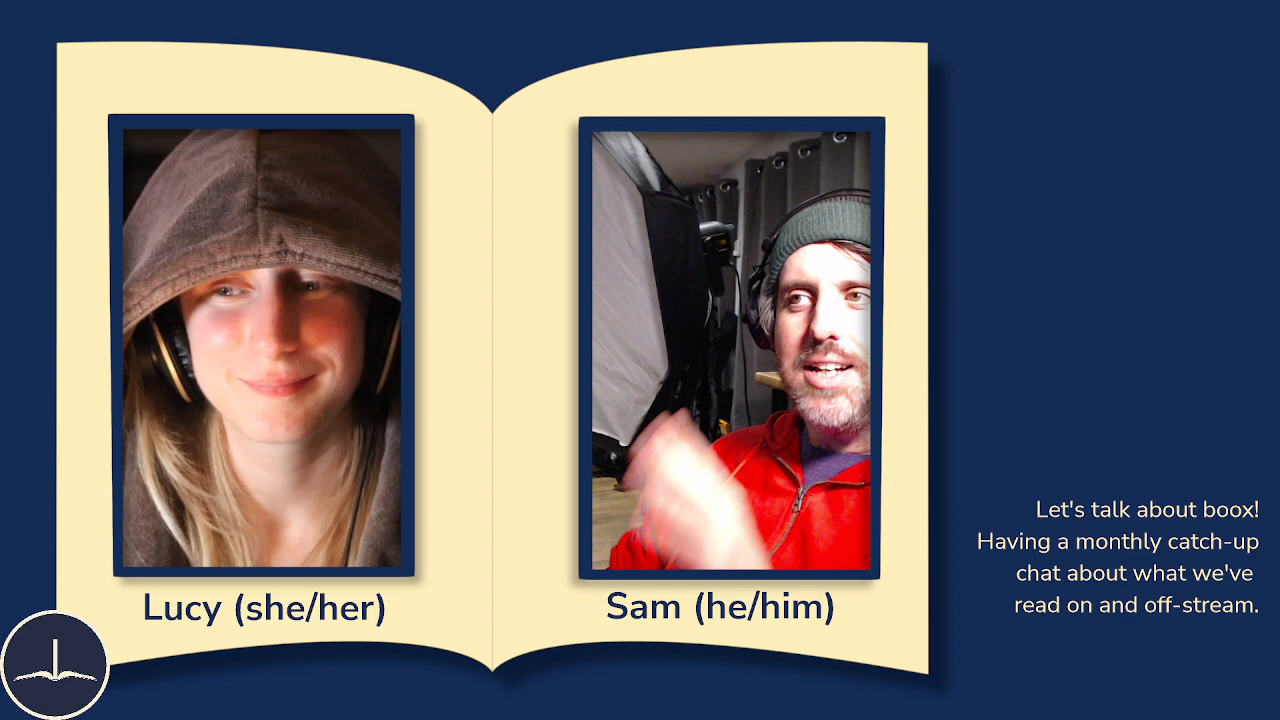 Lucy (she/her)
Sam (he/him)
Let's talk about boox!
Having a monthly catch-up
chat about what we've
read on and off-stream.